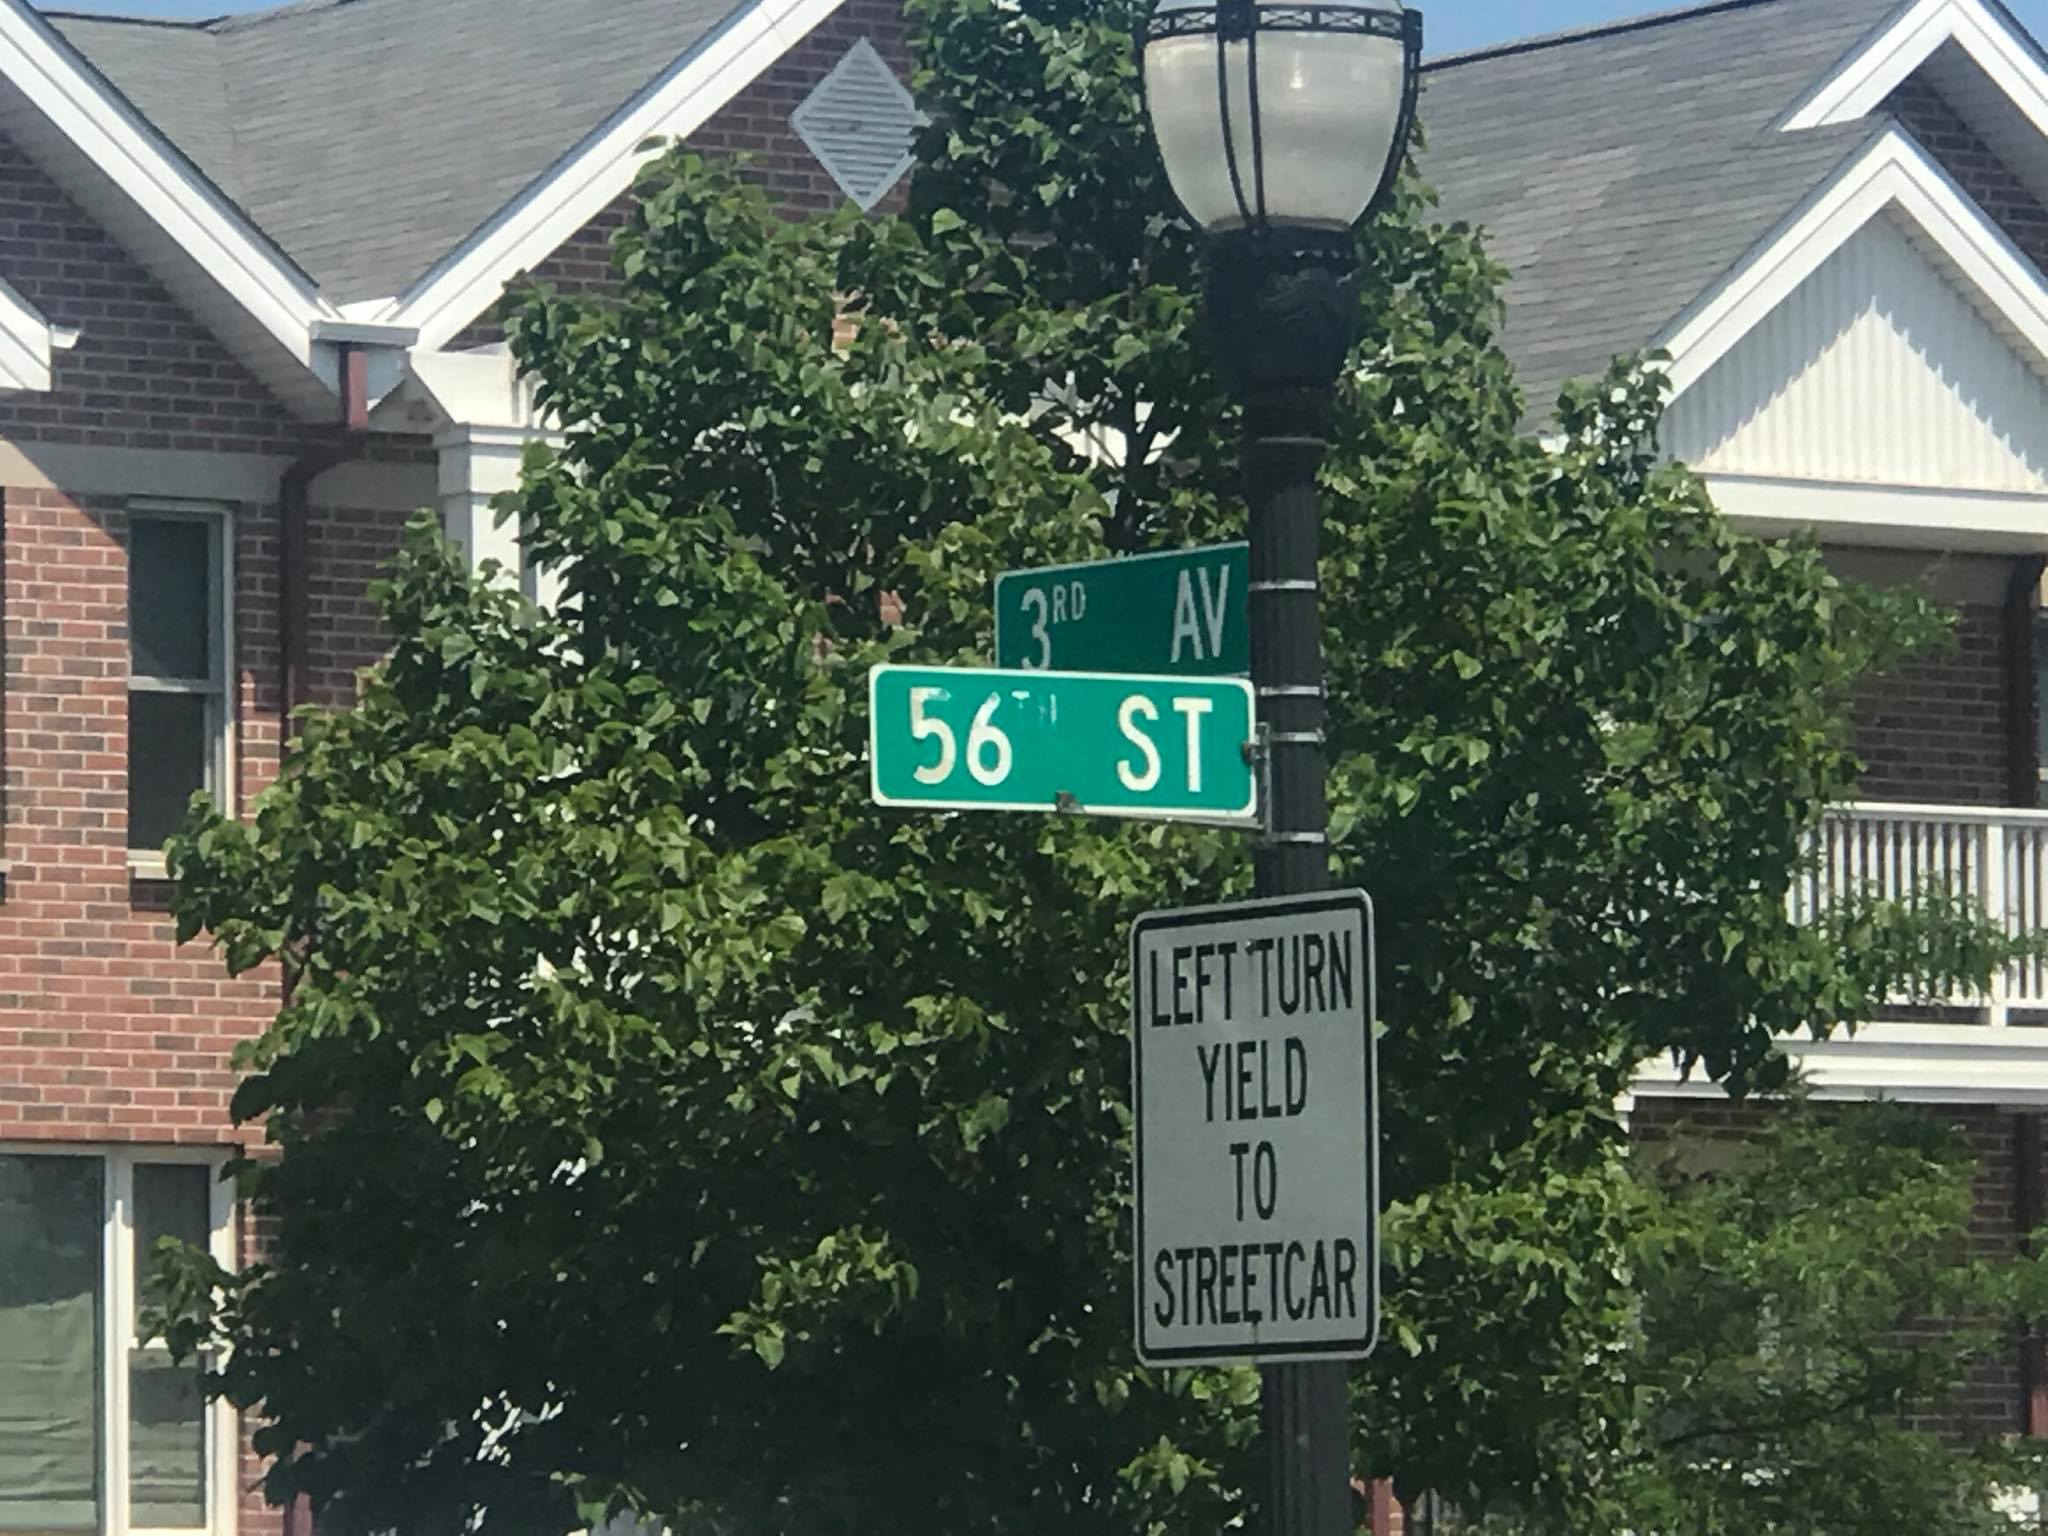 3RD AV
56TH ST
LEFT TURN
YIELD
TO
STREETCAR